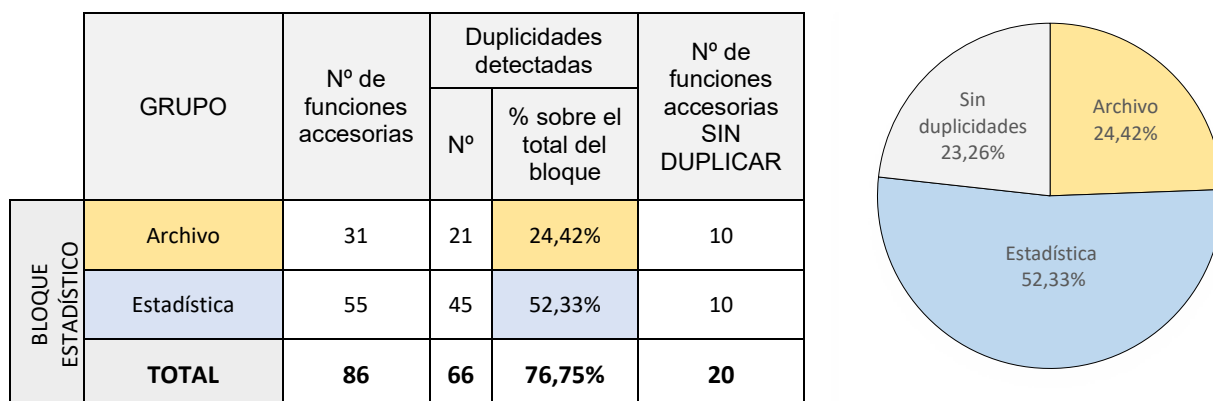 GRUPO
Nº de
funciones
accesorias
Duplicidades
detectadas
Nº
% sobre el
total del
bloque
Nº de
funciones
accesorias
SIN
DUPLICAR
BLOQUE
ESTADÍSTICO
Archivo 31 21 24,42% 10
Estadística 55 45 52,33% 10
TOTAL 86 66 76,75% 20
Sin
duplicidades
23,26%
Archivo
24,42%
Estadística
52,33%